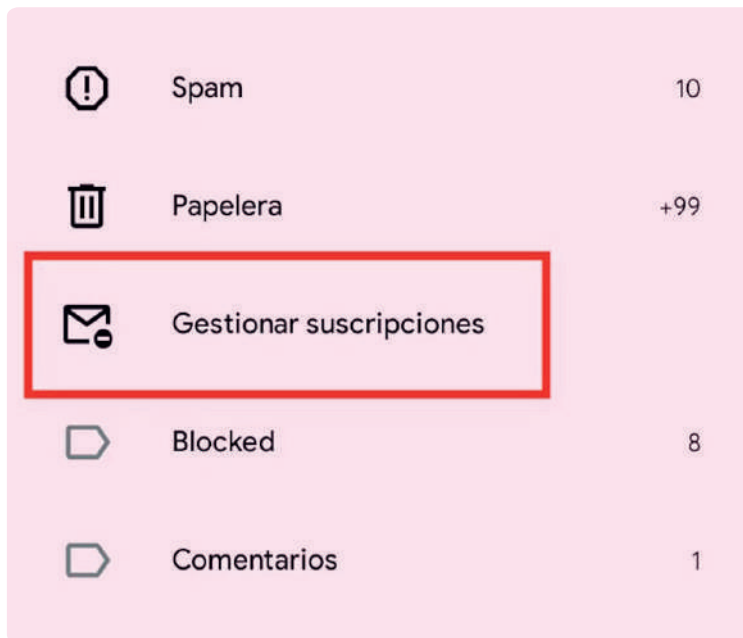 Spam 10
Papelera +99
Gestionar suscripciones
Blocked 8
Comentarios 1